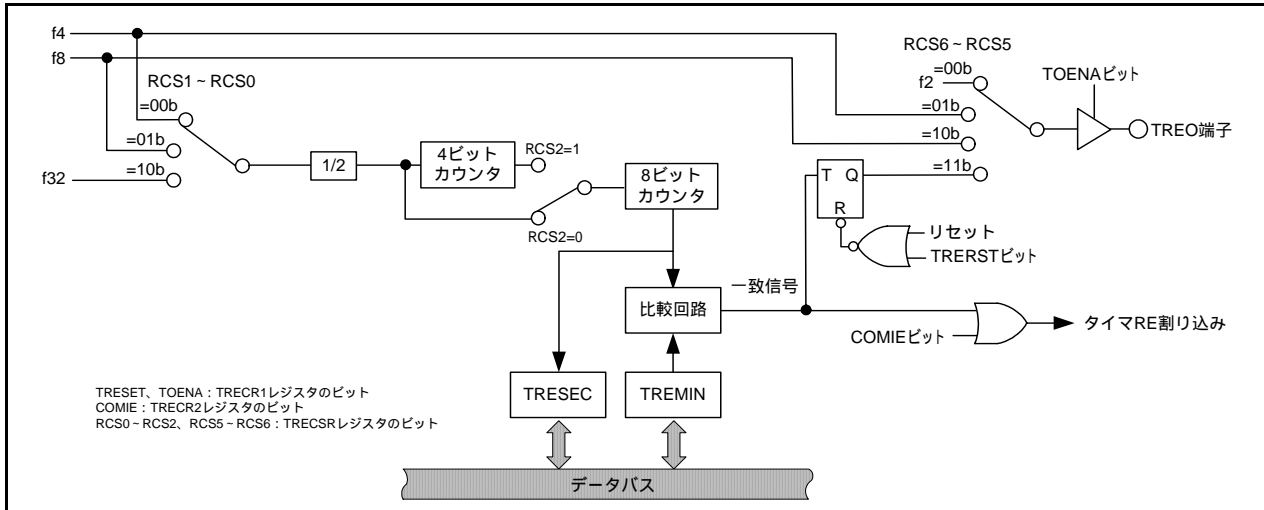 f4
f8
RCS1～RCS0
=00b
=01b
f32
=10b
1/2
4ビット
カウンタ
RCS2=1
RCS2=0
8ビット
カウンタ
RCS6～RCS5
=00b
f2
=01b
=10b
=11b
TOENAビット
TREO端子
T Q
R
リセット
TRERSTビット
一致信号
比較回路
COMIEビット
タイマRE割り込み
TRESEC
TREMIN
TRESET、TOENA：TRECR1レジスタのビット
COMIE：TRECR2レジスタのビット
RCS0～RCS2、RCS5～RCS6：TRECSRレジスタのビット
データバス